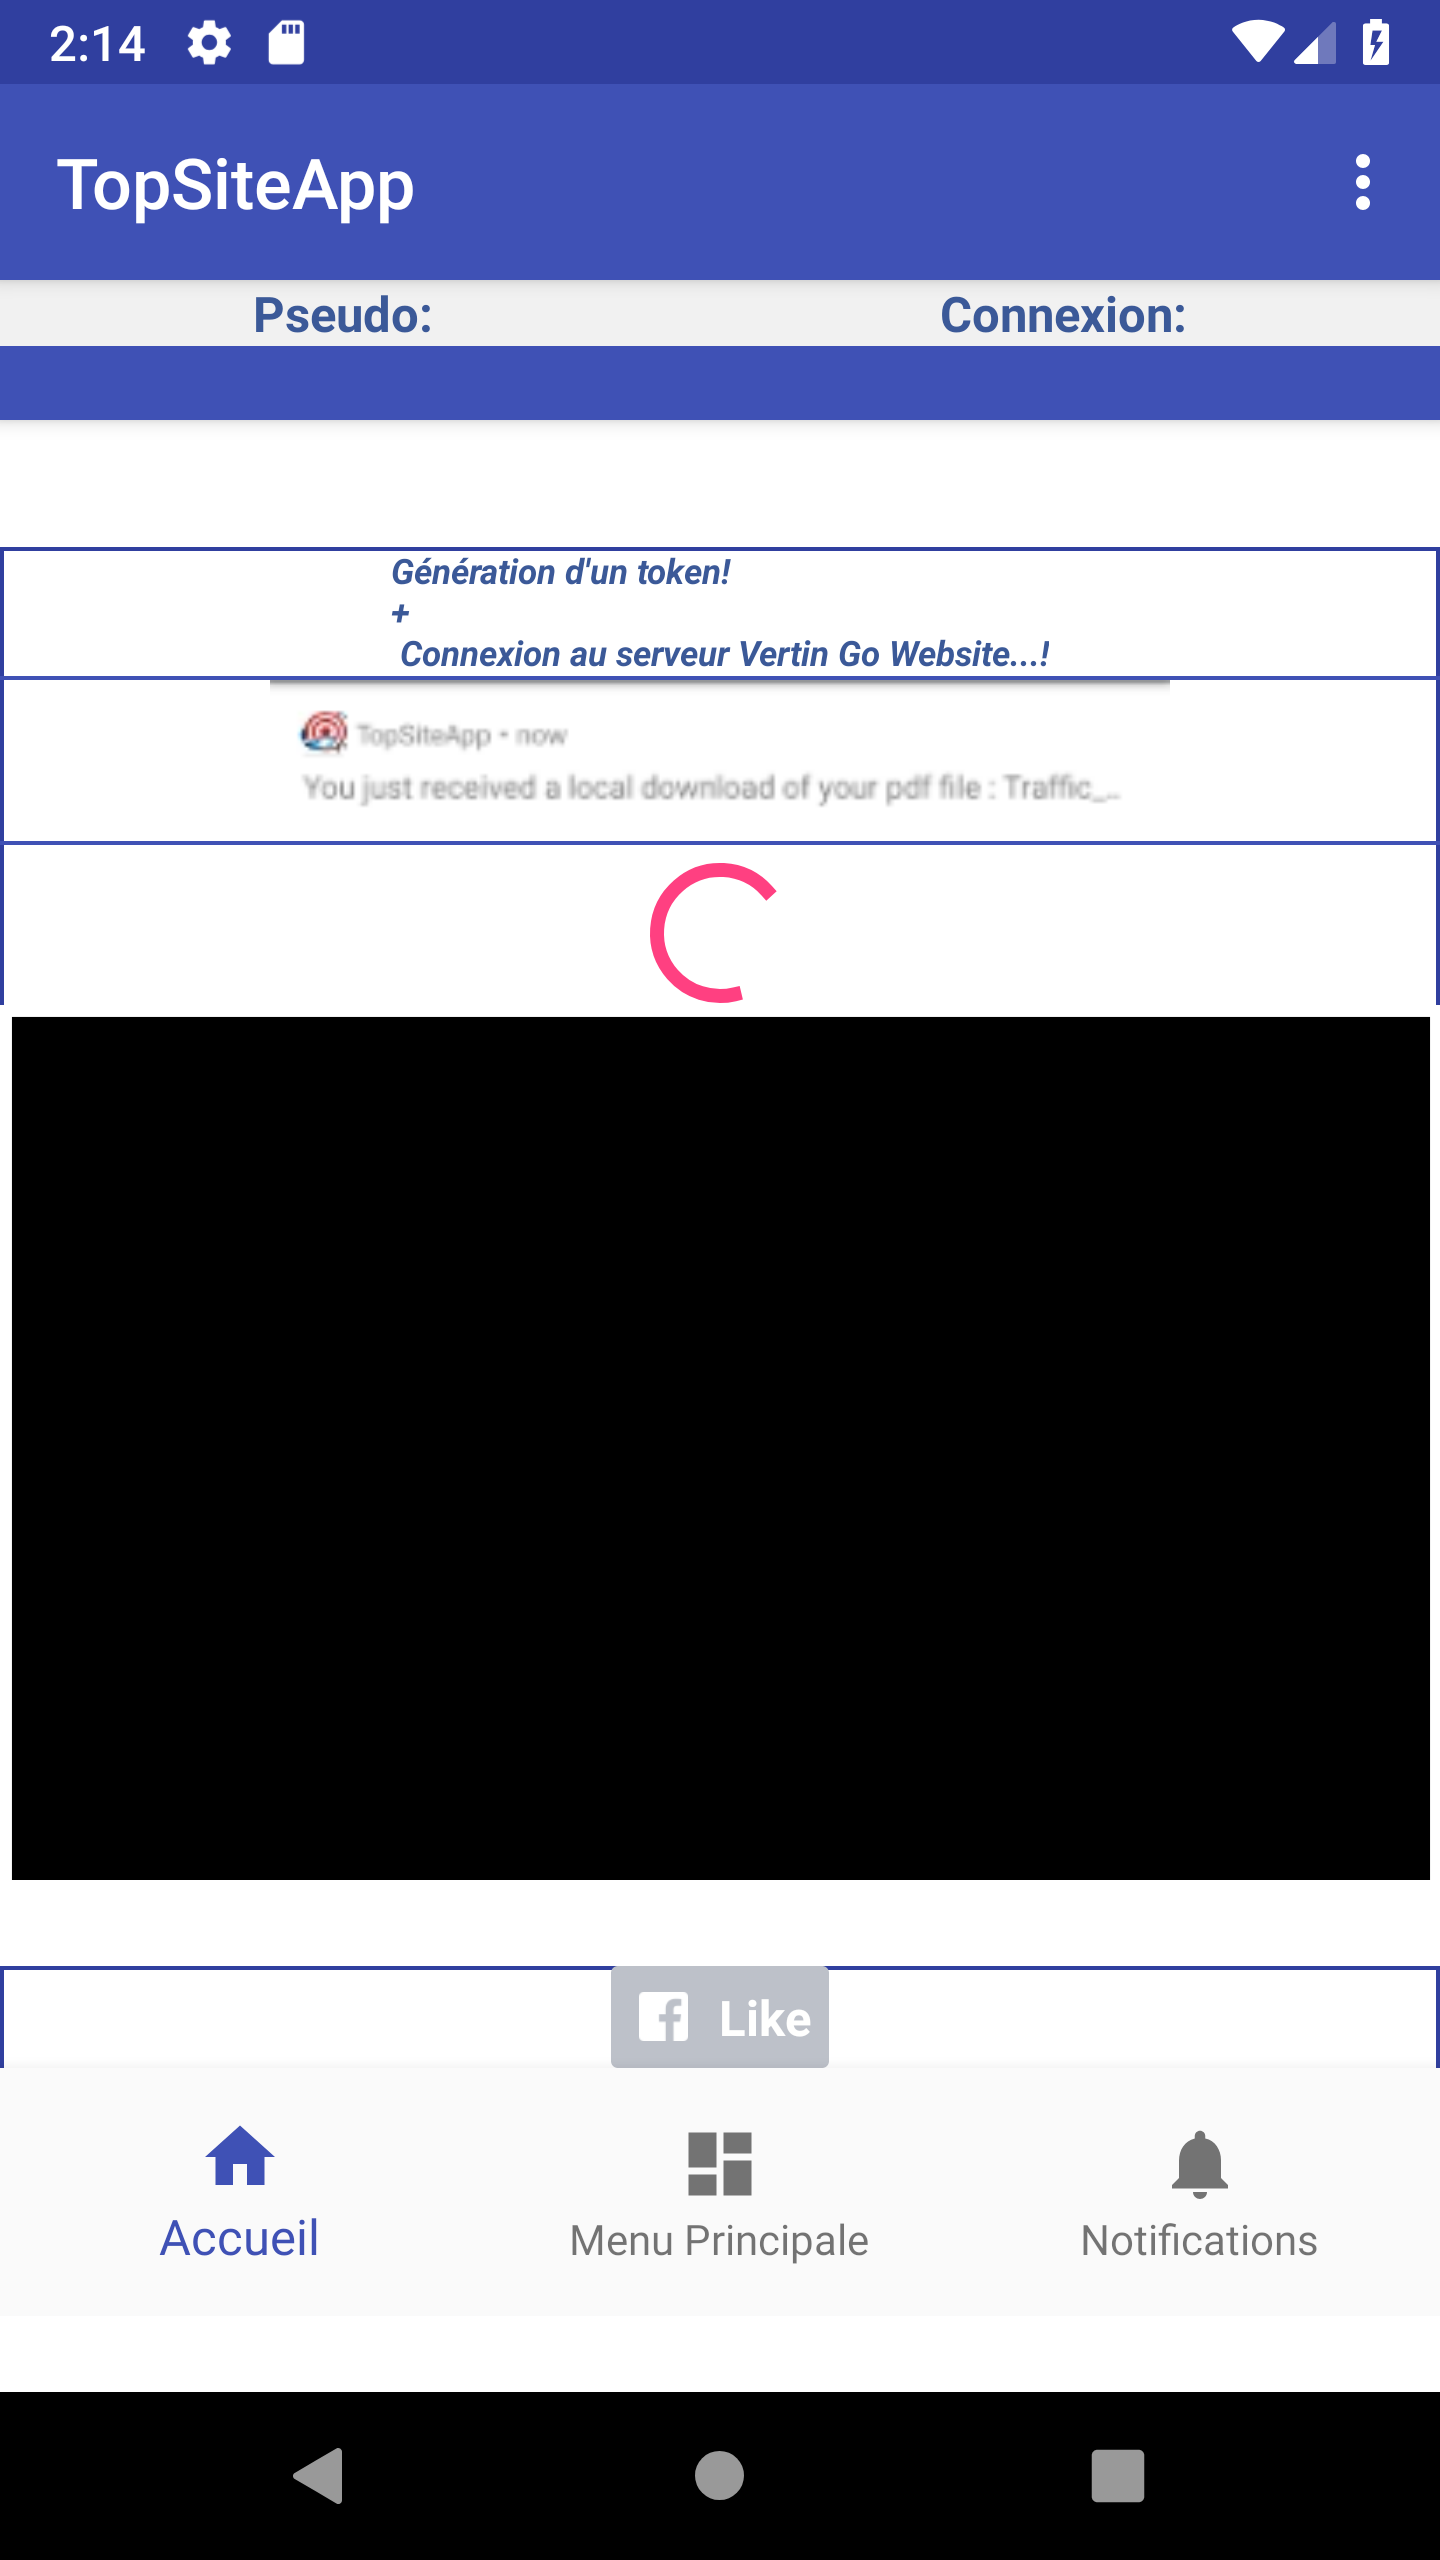 2:14
TopSiteApp
Pseudo:
Connexion:
Génération d'un token!
+
Connexion au serveur Vertin Go Website...!
TopSiteApp • now
You just received a local download of your pdf file : Traffic_...
Like
Accueil
Menu Principale
Notifications